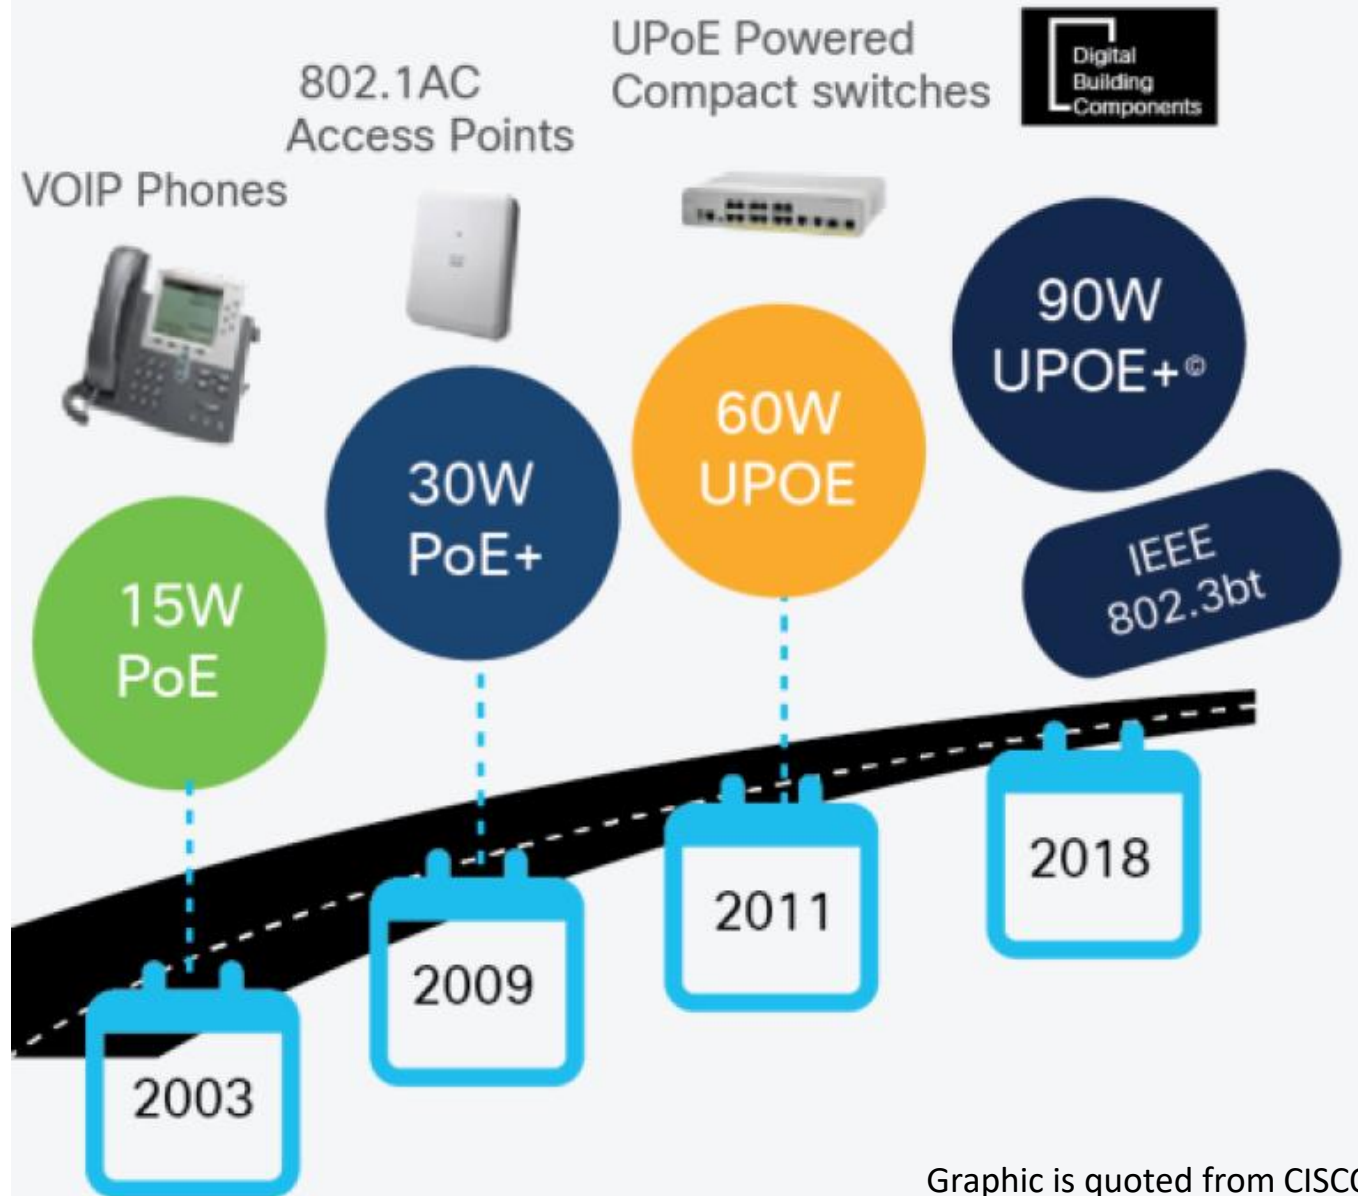 VOIP Phones
802.1AC
Access Points
UPoE Powered
Compact switches
Digital
Building
Components
15W
PoE
30W
PoE+
60W
UPOE
90W
UPOE+©
IEEE
802.3bt
2003
2009
2011
2018
Graphic is quoted from CISCO